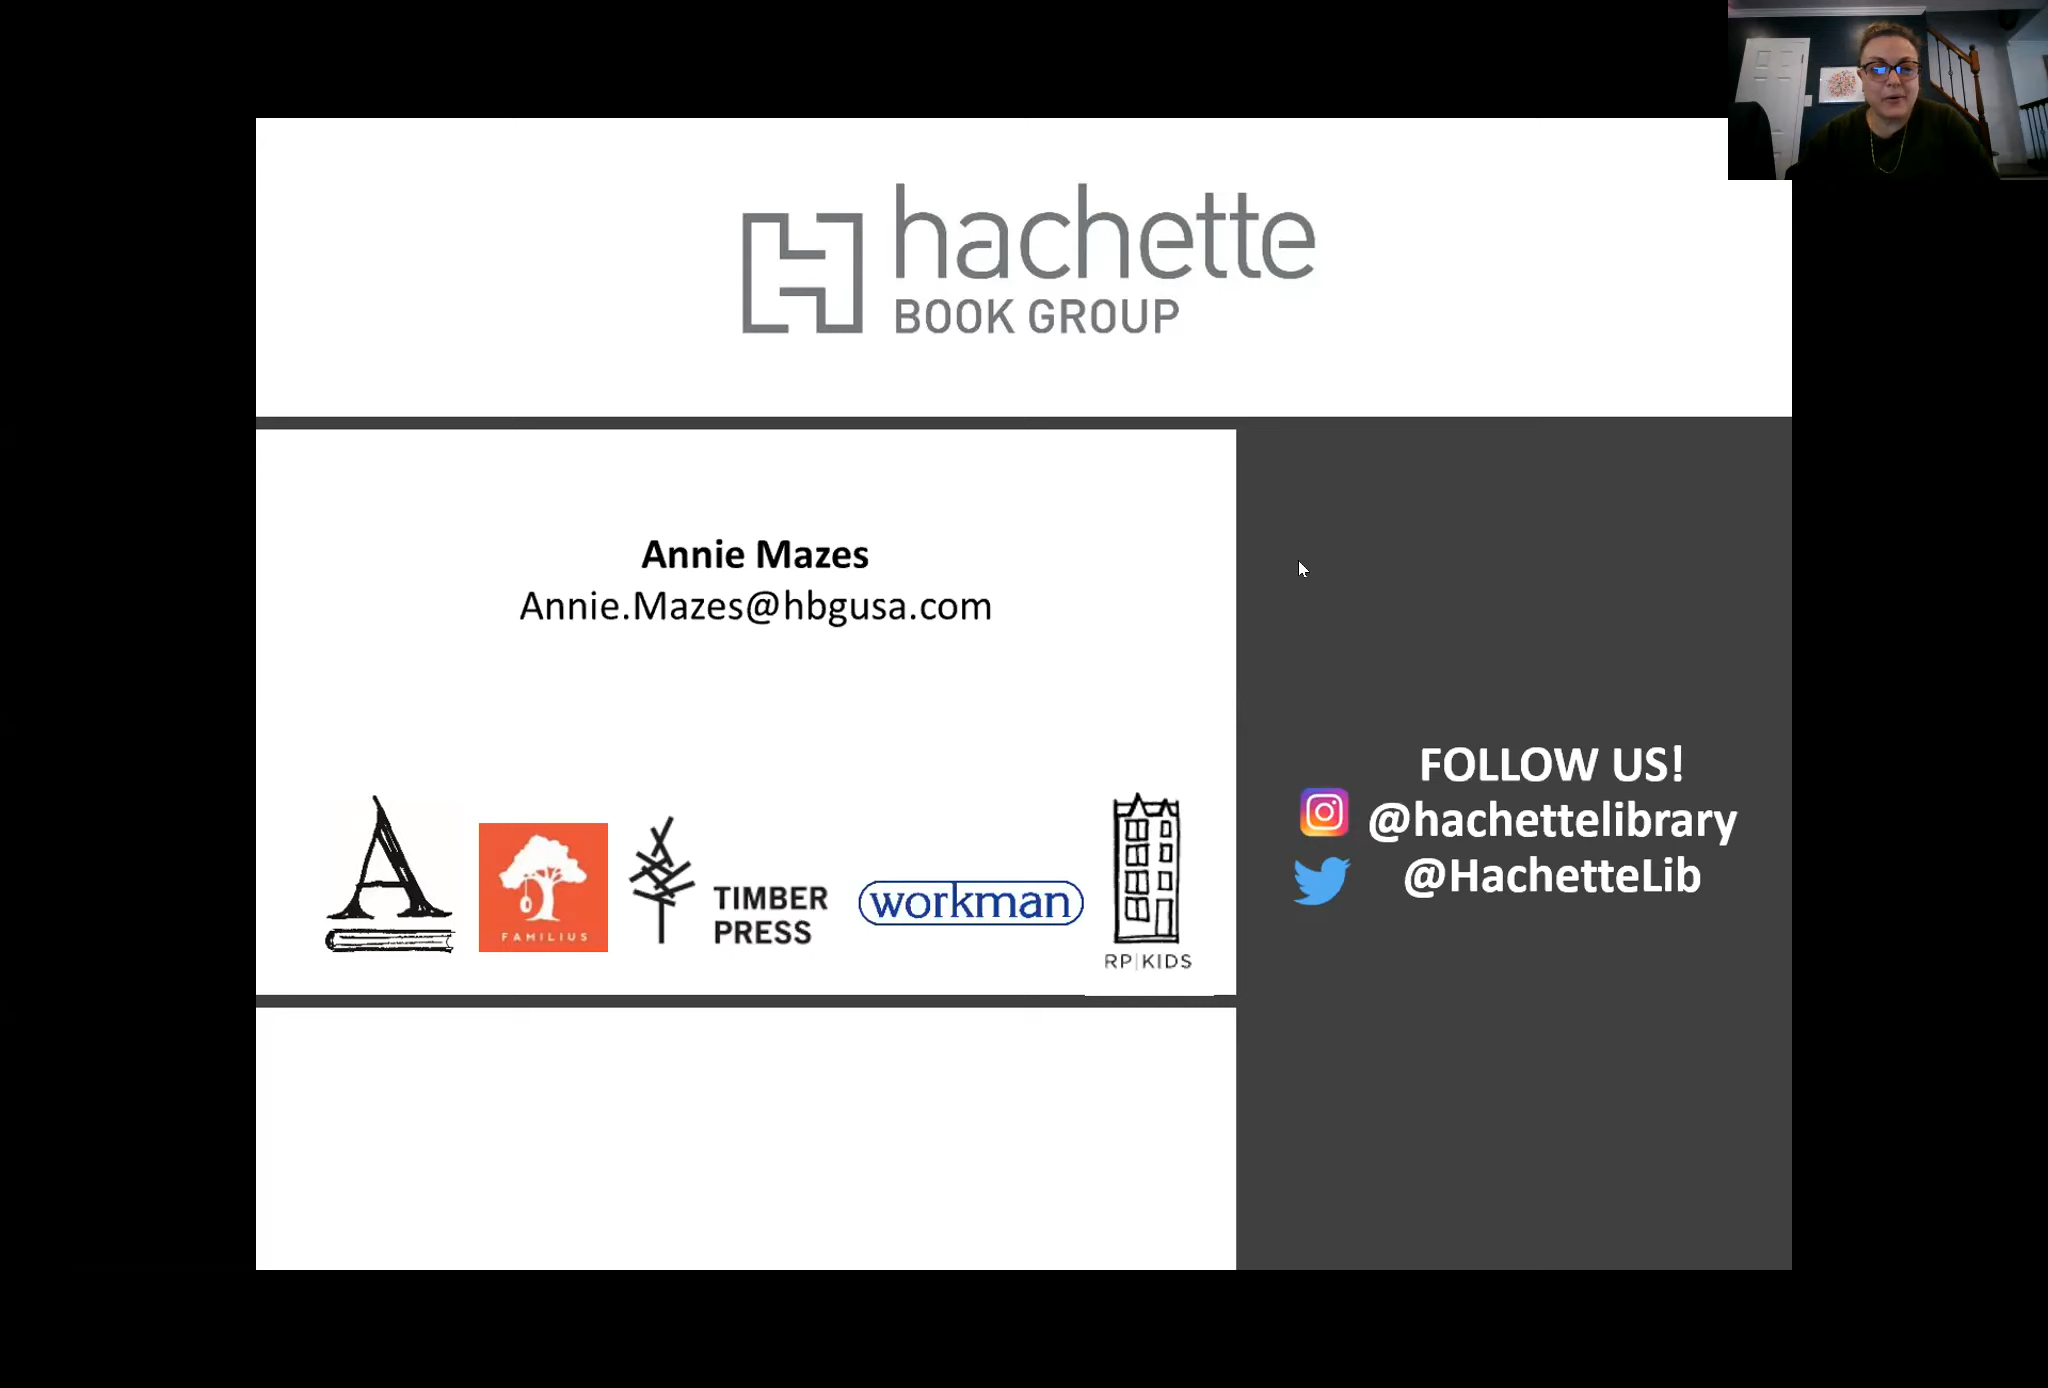 hachette
BOOK GROUP
Annie Mazes
Annie.Mazes@hbgusa.com
A
FAMILIUS
TIMBER
PRESS
workman
RP|KIDS
FOLLOW US!
@hachettelibrary
@HachetteLib